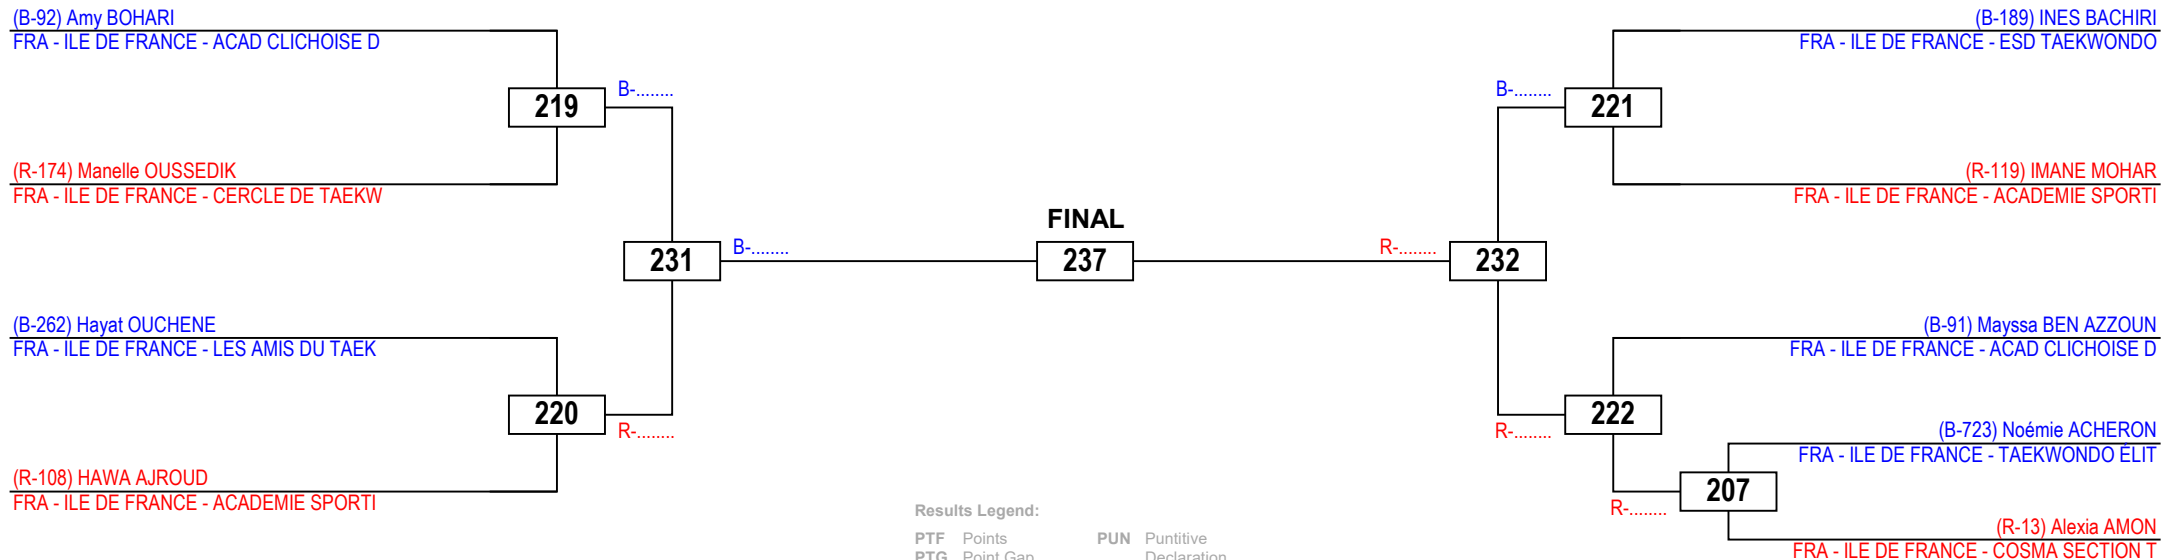 (B-92) Amy BOHARI
FRA - ILE DE FRANCE - ACAD CLICHOISE D
219
B-........
(R-174) Manelle OUSSEDIK
FRA - ILE DE FRANCE - CERCLE DE TAEKW
231
B-........
(B-262) Hayat OUCHENE
FRA - ILE DE FRANCE - LES AMIS DU TAEK
220
R-........
(R-108) HAWA AJROUD
FRA - ILE DE FRANCE - ACADEMIE SPORTI
FINAL
237
(B-189) INES BACHIRI
FRA - ILE DE FRANCE - ESD TAEKWONDO
B-........
221
(R-119) IMANE MOHAR
FRA - ILE DE FRANCE - ACADEMIE SPORTI
R-........
232
(B-91) Mayssa BEN AZZOUN
FRA - ILE DE FRANCE - ACAD CLICHOISE D
222
R-........
(B-723) Noémie ACHERON
FRA - ILE DE FRANCE - TAEKWONDO ÉLIT
207
R-........
(R-13) Alexia AMON
FRA - ILE DE FRANCE - COSMA SECTION T
Results Legend:
PTF Points PUN Puntitive
PTG Point Gap Declaration